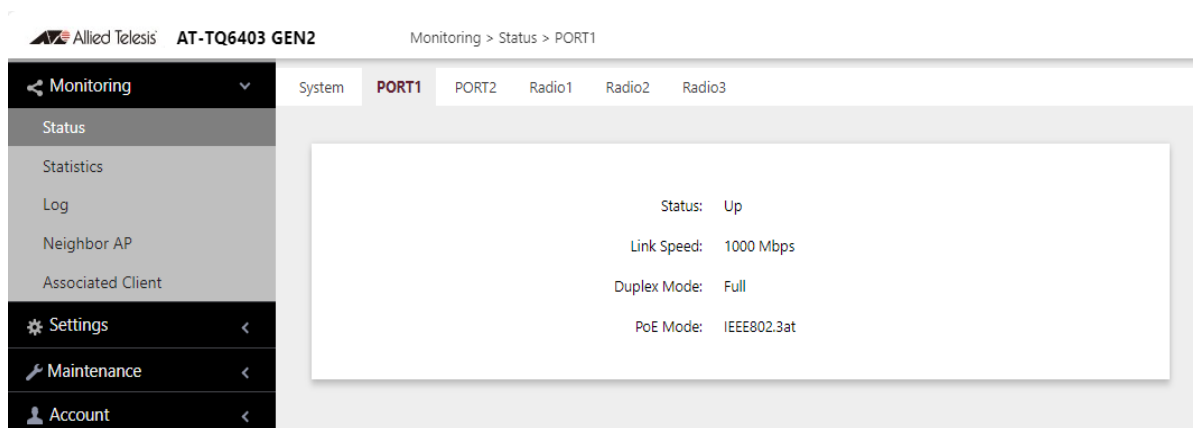 Allied Telesis AT-TQ6403 GEN2 Monitoring > Status > PORT1
Monitoring
System PORT1 PORT2 Radio1 Radio2 Radio3
Status
Statistics
Log
Neighbor AP
Associated Client
Settings
Maintenance
Account
Status: Up
Link Speed: 1000 Mbps
Duplex Mode: Full
PoE Mode: IEEE802.3at